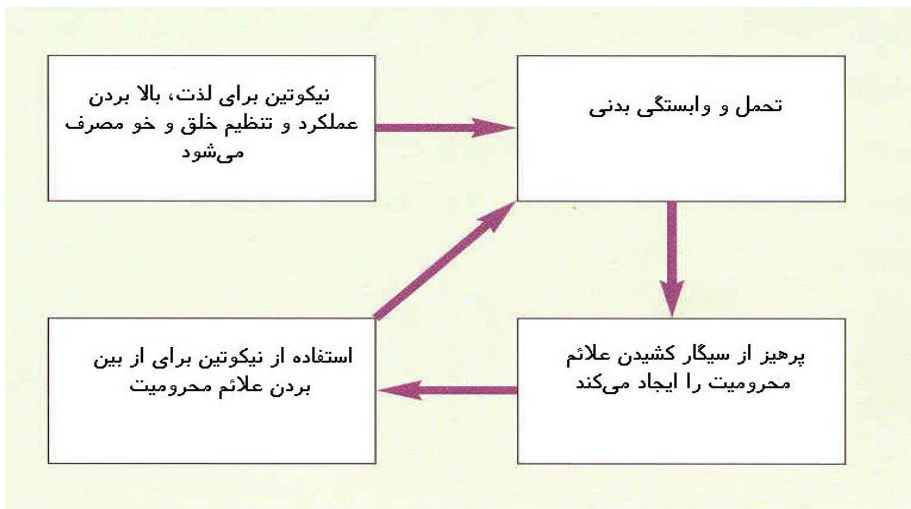 نیکوتین برای لذت، بالا بردن
عملکرد و تنظیم خلق و خو مصرف
می‌شود
تحمل و وابستگی بدنی
پرهیز از سیگار کشیدن علائم
محرومیت را ایجاد می‌کند
استفاده از نیکوتین برای از بین
بردن علائم محرومیت